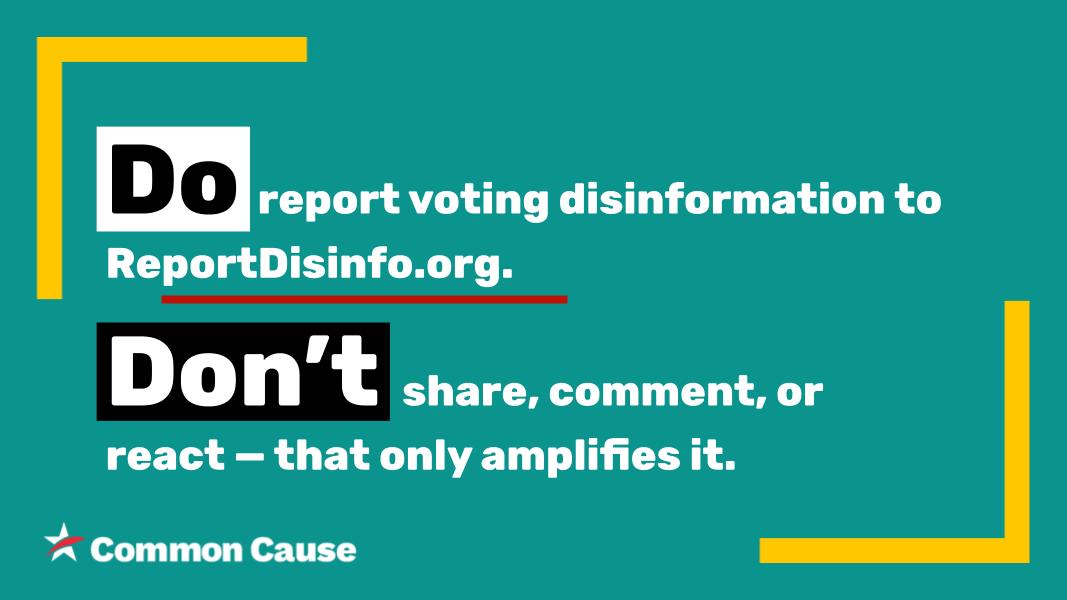 Do report voting disinformation to
ReportDisinfo.org.
Don’t share, comment, or
react — that only amplifies it.
Common Cause